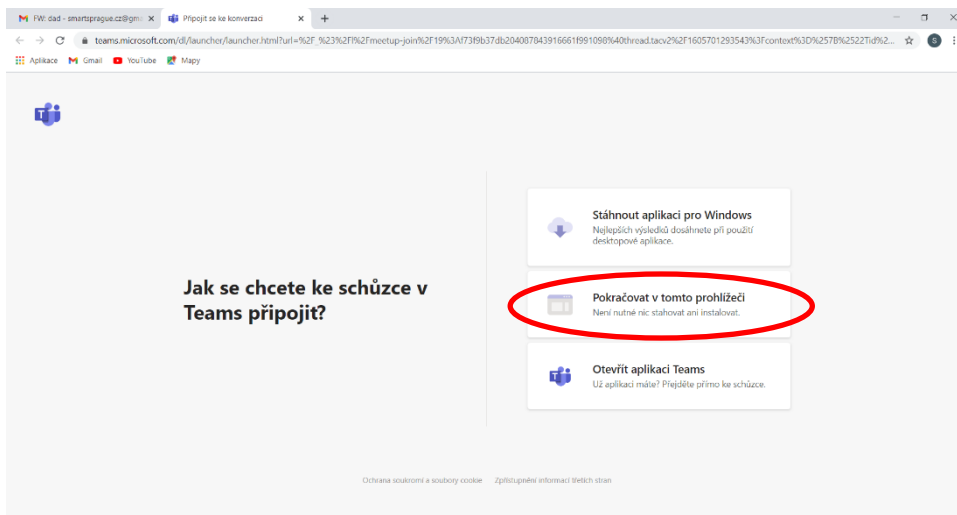 FW: dad - smartsprague.cz@gma
Připojit se ke konverzaci
teams.microsoft.com/dl/launcher/launcher.html?url=%2F_%23%2Fl%2Fmeetup-join%2F19%3Af73f9b37db204087843916661f991098%40thread.tacv2%2F1605701293543%3Fcontext%3D%257B%2522Tid%2...
S
Aplikace Gmail YouTube Mapy
Stáhnout aplikaci pro Windows
Nejlepších výsledků dosáhnete při použití
desktopové aplikace.
Jak se chcete ke schůzce v
Teams připojit?
Pokračovat v tomto prohlížeči
Není nutné nic stahovat ani instalovat.
Otevřít aplikaci Teams
Už aplikaci máte? Přejděte přímo ke schůzce.
Ochrana soukromí a soubory cookie Zpřístupnění informací třetích stran